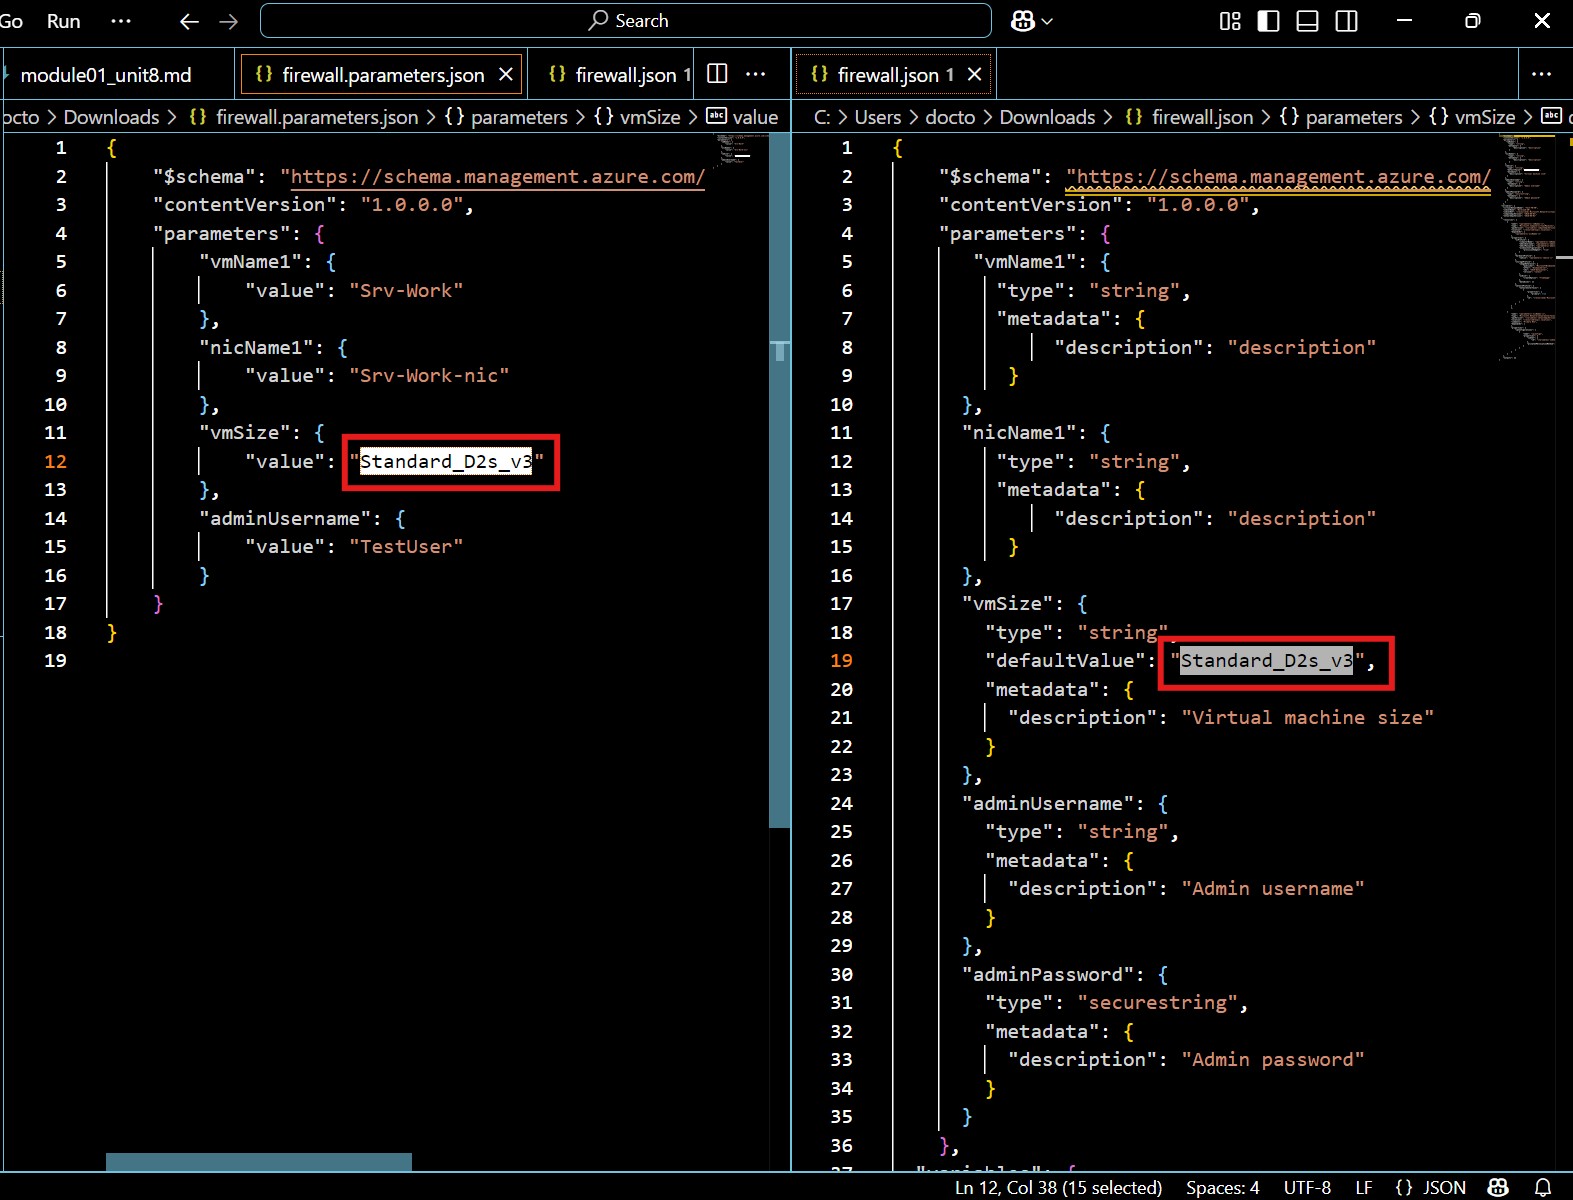 Go Run ··· Search
module01_unit8.md {} firewall.parameters.json {} firewall.json 1 ···
octo > Downloads > {} firewall.parameters.json > {} parameters > {} vmSize > abc value
1 {
2 "$schema": "https://schema.management.azure.com/
3 "contentVersion": "1.0.0.0",
4 "parameters": {
5 "vmName1": {
6 "value": "Srv-Work"
7 },
8 "nicName1": {
9 "value": "Srv-Work-nic"
10 },
11 "vmSize": {
12 "value": "Standard_D2s_v3"
13 },
14 "adminUsername": {
15 "value": "TestUser"
16 }
17 }
18 }
19
{} firewall.json 1 ···
C: > Users > docto > Downloads > {} firewall.json > {} parameters > {} vmSize > abc
1 {
2 "$schema": "https://schema.management.azure.com/
3 "contentVersion": "1.0.0.0",
4 "parameters": {
5 "vmName1": {
6 "type": "string",
7 "metadata": {
8 "description": "description"
9 }
10 },
11 "nicName1": {
12 "type": "string",
13 "metadata": {
14 "description": "description"
15 }
16 },
17 "vmSize": {
18 "type": "string",
19 "defaultValue": "Standard_D2s_v3",
20 "metadata": {
21 "description": "Virtual machine size"
22 }
23 },
24 "adminUsername": {
25 "type": "string",
26 "metadata": {
27 "description": "Admin username"
28 }
29 },
30 "adminPassword": {
31 "type": "securestring",
32 "metadata": {
33 "description": "Admin password"
34 }
35 }
36 },
37 "variables": {
Ln 12, Col 38 (15 selected) Spaces: 4 UTF-8 LF {} JSON